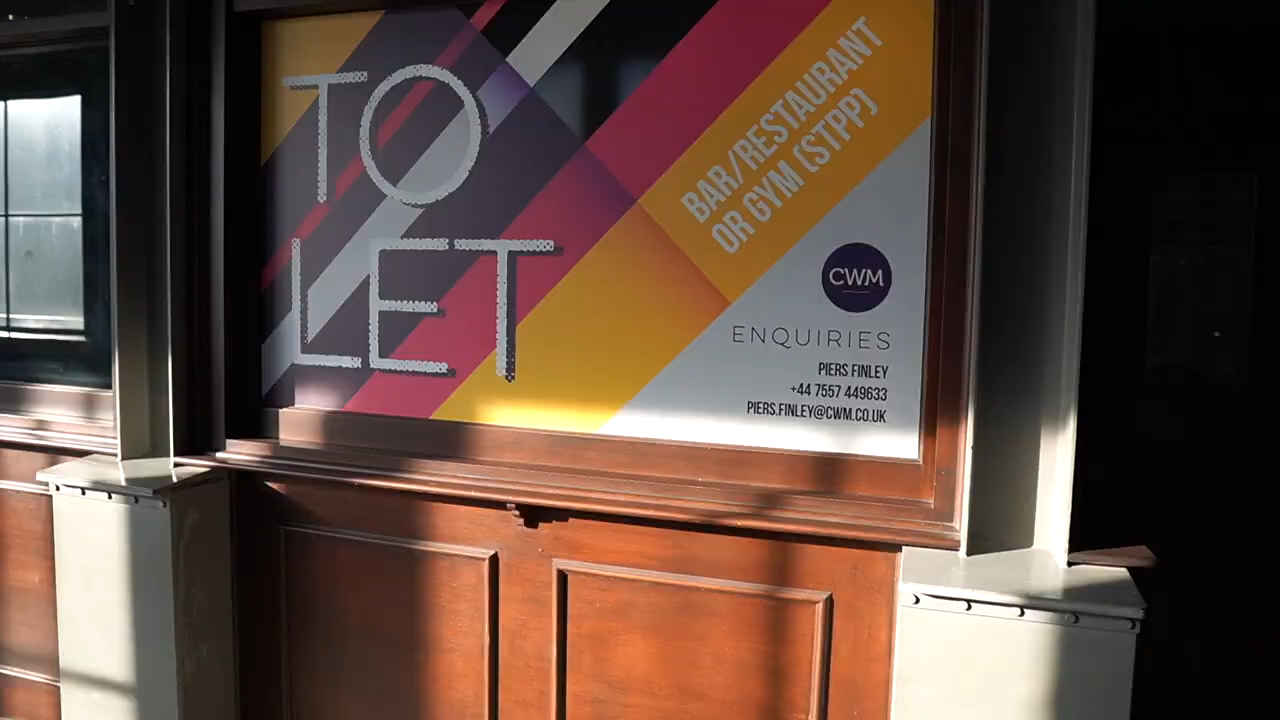 TO
LET
BAR/RESTAURANT
OR GYM (STPP)
CWM
ENQUIRIES
PIERS FINLEY
+44 7557 449633
PIERS.FINLEY@CWM.CO.UK